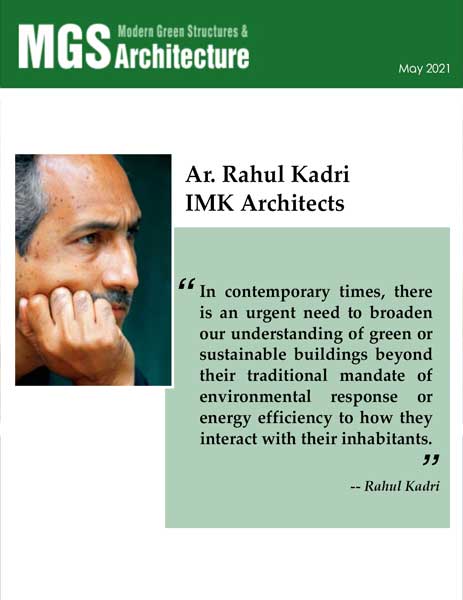 MGS Modern Green Structures &
Architecture
May 2021
Ar. Rahul Kadri
IMK Architects
“ In contemporary times, there
is an urgent need to broaden
our understanding of green or
sustainable buildings beyond
their traditional mandate of
environmental response or
energy efficiency to how they
interact with their inhabitants.
”
-- Rahul Kadri